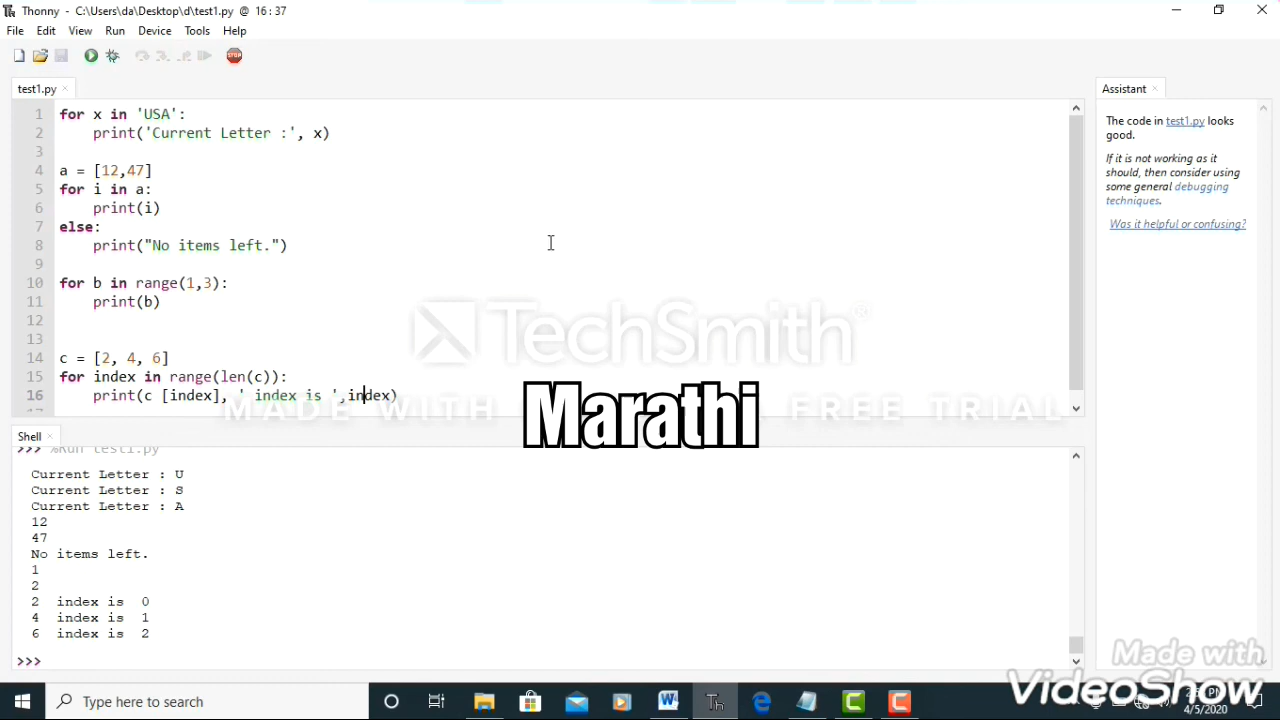 Thonny - C:\Users\da\Desktop\d\test1.py @ 16 : 37
File Edit View Run Device Tools Help
STOP
test1.py
1 for x in 'USA':
2 print('Current Letter :', x)
3
4 a = [12,47]
5 for i in a:
6 print(i)
7 else:
8 print("No items left.")
9
10 for b in range(1,3):
11 print(b)
12
13
14 c = [2, 4, 6]
15 for index in range(len(c)):
16 print(c [index], ' index is ',index)
Assistant
The code in test1.py looks
good.
If it is not working as it
should, then consider using
some general debugging
techniques.
Was it helpful or confusing?
TechSmith®
MADE WITH FREE TRIAL
Marathi
Shell
>>> %Run test1.py
Current Letter : U
Current Letter : S
Current Letter : A
12
47
No items left.
1
2
2 index is 0
4 index is 1
6 index is 2
>>>
Made with
VideoShow
Type here to search
4/5/2020